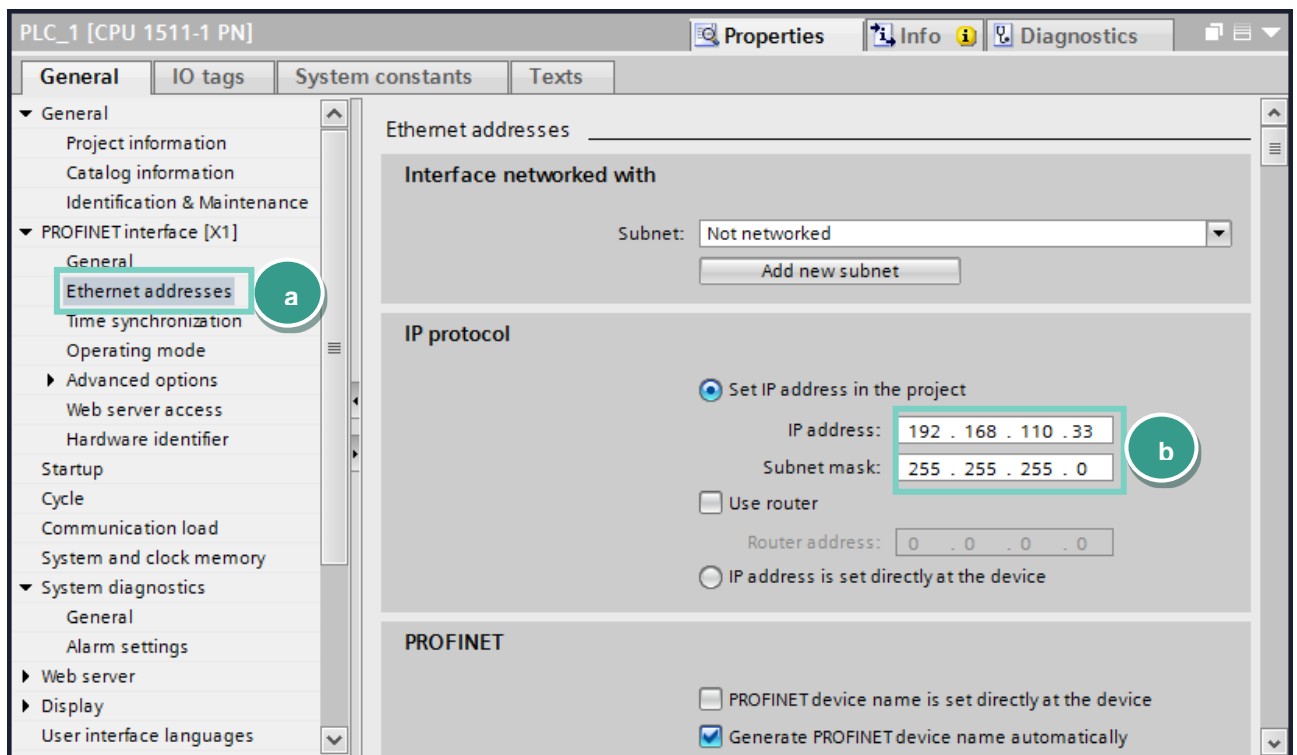 PLC_1 [CPU 1511-1 PN]
Properties
Info
Diagnostics
General
IO tags
System constants
Texts
General
Project information
Catalog information
Identification & Maintenance
PROFINET interface [X1]
General
Ethernet addresses
a
Time synchronization
Operating mode
Advanced options
Web server access
Hardware identifier
Startup
Cycle
Communication load
System and clock memory
System diagnostics
General
Alarm settings
Web server
Display
User interface languages
Ethernet addresses
Interface networked with
Subnet: Not networked
Add new subnet
IP protocol
Set IP address in the project
IP address: 192 . 168 . 110 . 33
Subnet mask: 255 . 255 . 255 . 0
b
Use router
Router address: 0 . 0 . 0 . 0
IP address is set directly at the device
PROFINET
PROFINET device name is set directly at the device
Generate PROFINET device name automatically